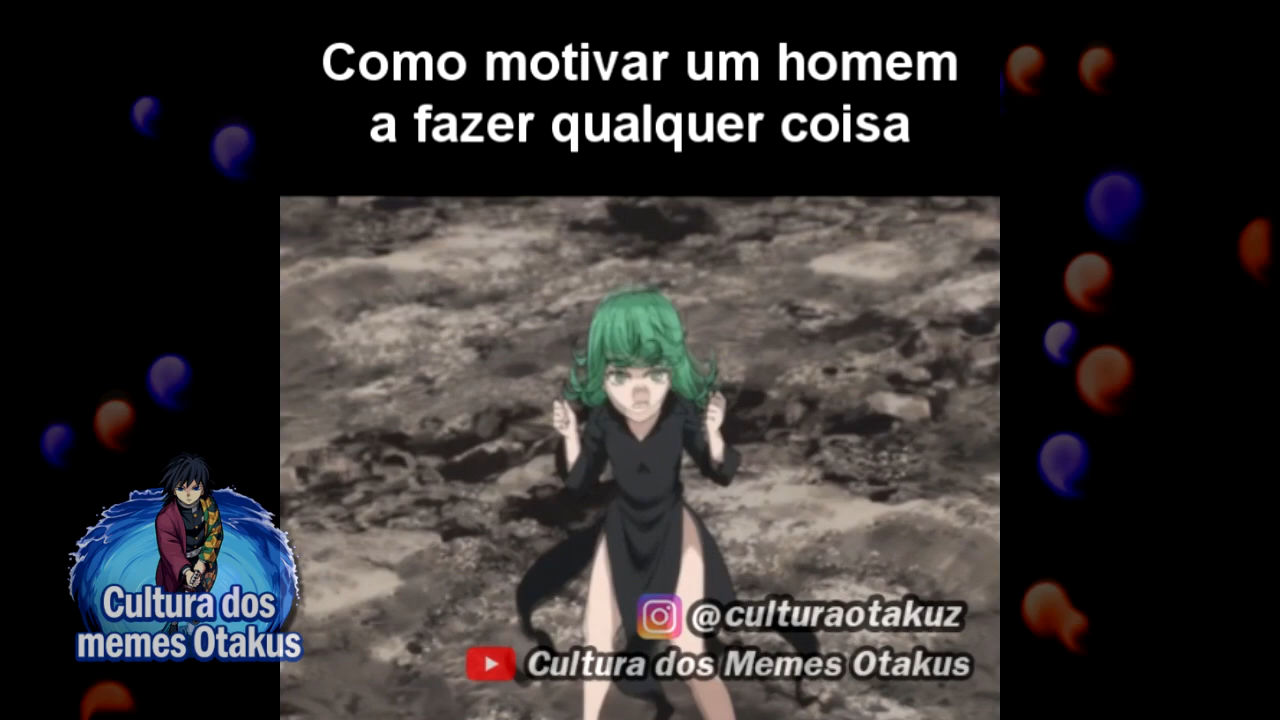 Como motivar um homem
a fazer qualquer coisa
Cultura dos
memes Otakus
@culturaotakuz
Cultura dos Memes Otakus